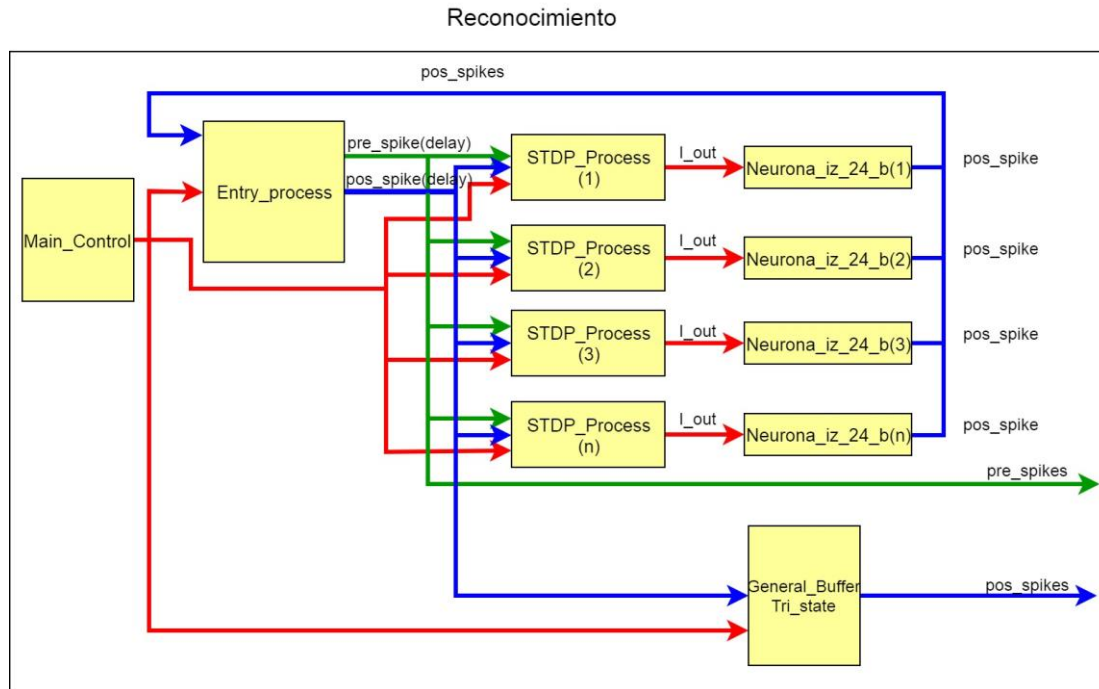 Reconocimiento
pos_spikes
pre_spike(delay)
pos_spike(delay)
Main_Control
Entry_process
STDP_Process
(1)
I_out
Neurona_iz_24_b(1)
pos_spike
STDP_Process
(2)
I_out
Neurona_iz_24_b(2)
pos_spike
STDP_Process
(3)
I_out
Neurona_iz_24_b(3)
pos_spike
STDP_Process
(n)
I_out
Neurona_iz_24_b(n)
pos_spike
pre_spikes
General_Buffer
Tri_state
pos_spikes